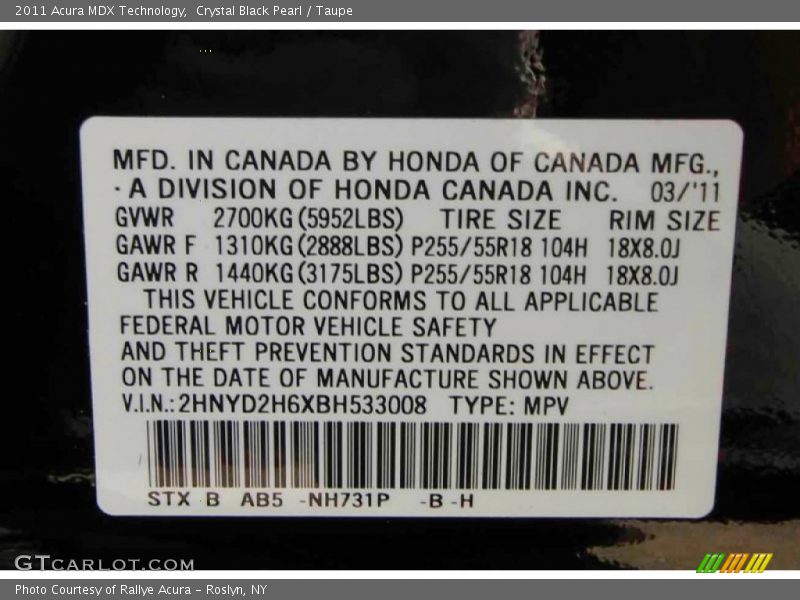 2011 Acura MDX Technology,  Crystal Black Pearl / Taupe
MFD. IN CANADA BY HONDA OF CANADA MFG.,
A DIVISION OF HONDA CANADA INC. 03/'11
GVWR 2700KG(5952LBS) TIRE SIZE RIM SIZE
GAWR F 1310KG(2888LBS) P255/55R18 104H 18X8.0J
GAWR R 1440KG(3175LBS) P255/55R18 104H 18X8.0J
THIS VEHICLE CONFORMS TO ALL APPLICABLE
FEDERAL MOTOR VEHICLE SAFETY
AND THEFT PREVENTION STANDARDS IN EFFECT
ON THE DATE OF MANUFACTURE SHOWN ABOVE.
V.I.N.:2HNYD2H6XBH533008 TYPE: MPV
STX B AB5 -NH731P -B -H
GTCARLOT.COM
Photo Courtesy of Rallye Acura – Roslyn, NY